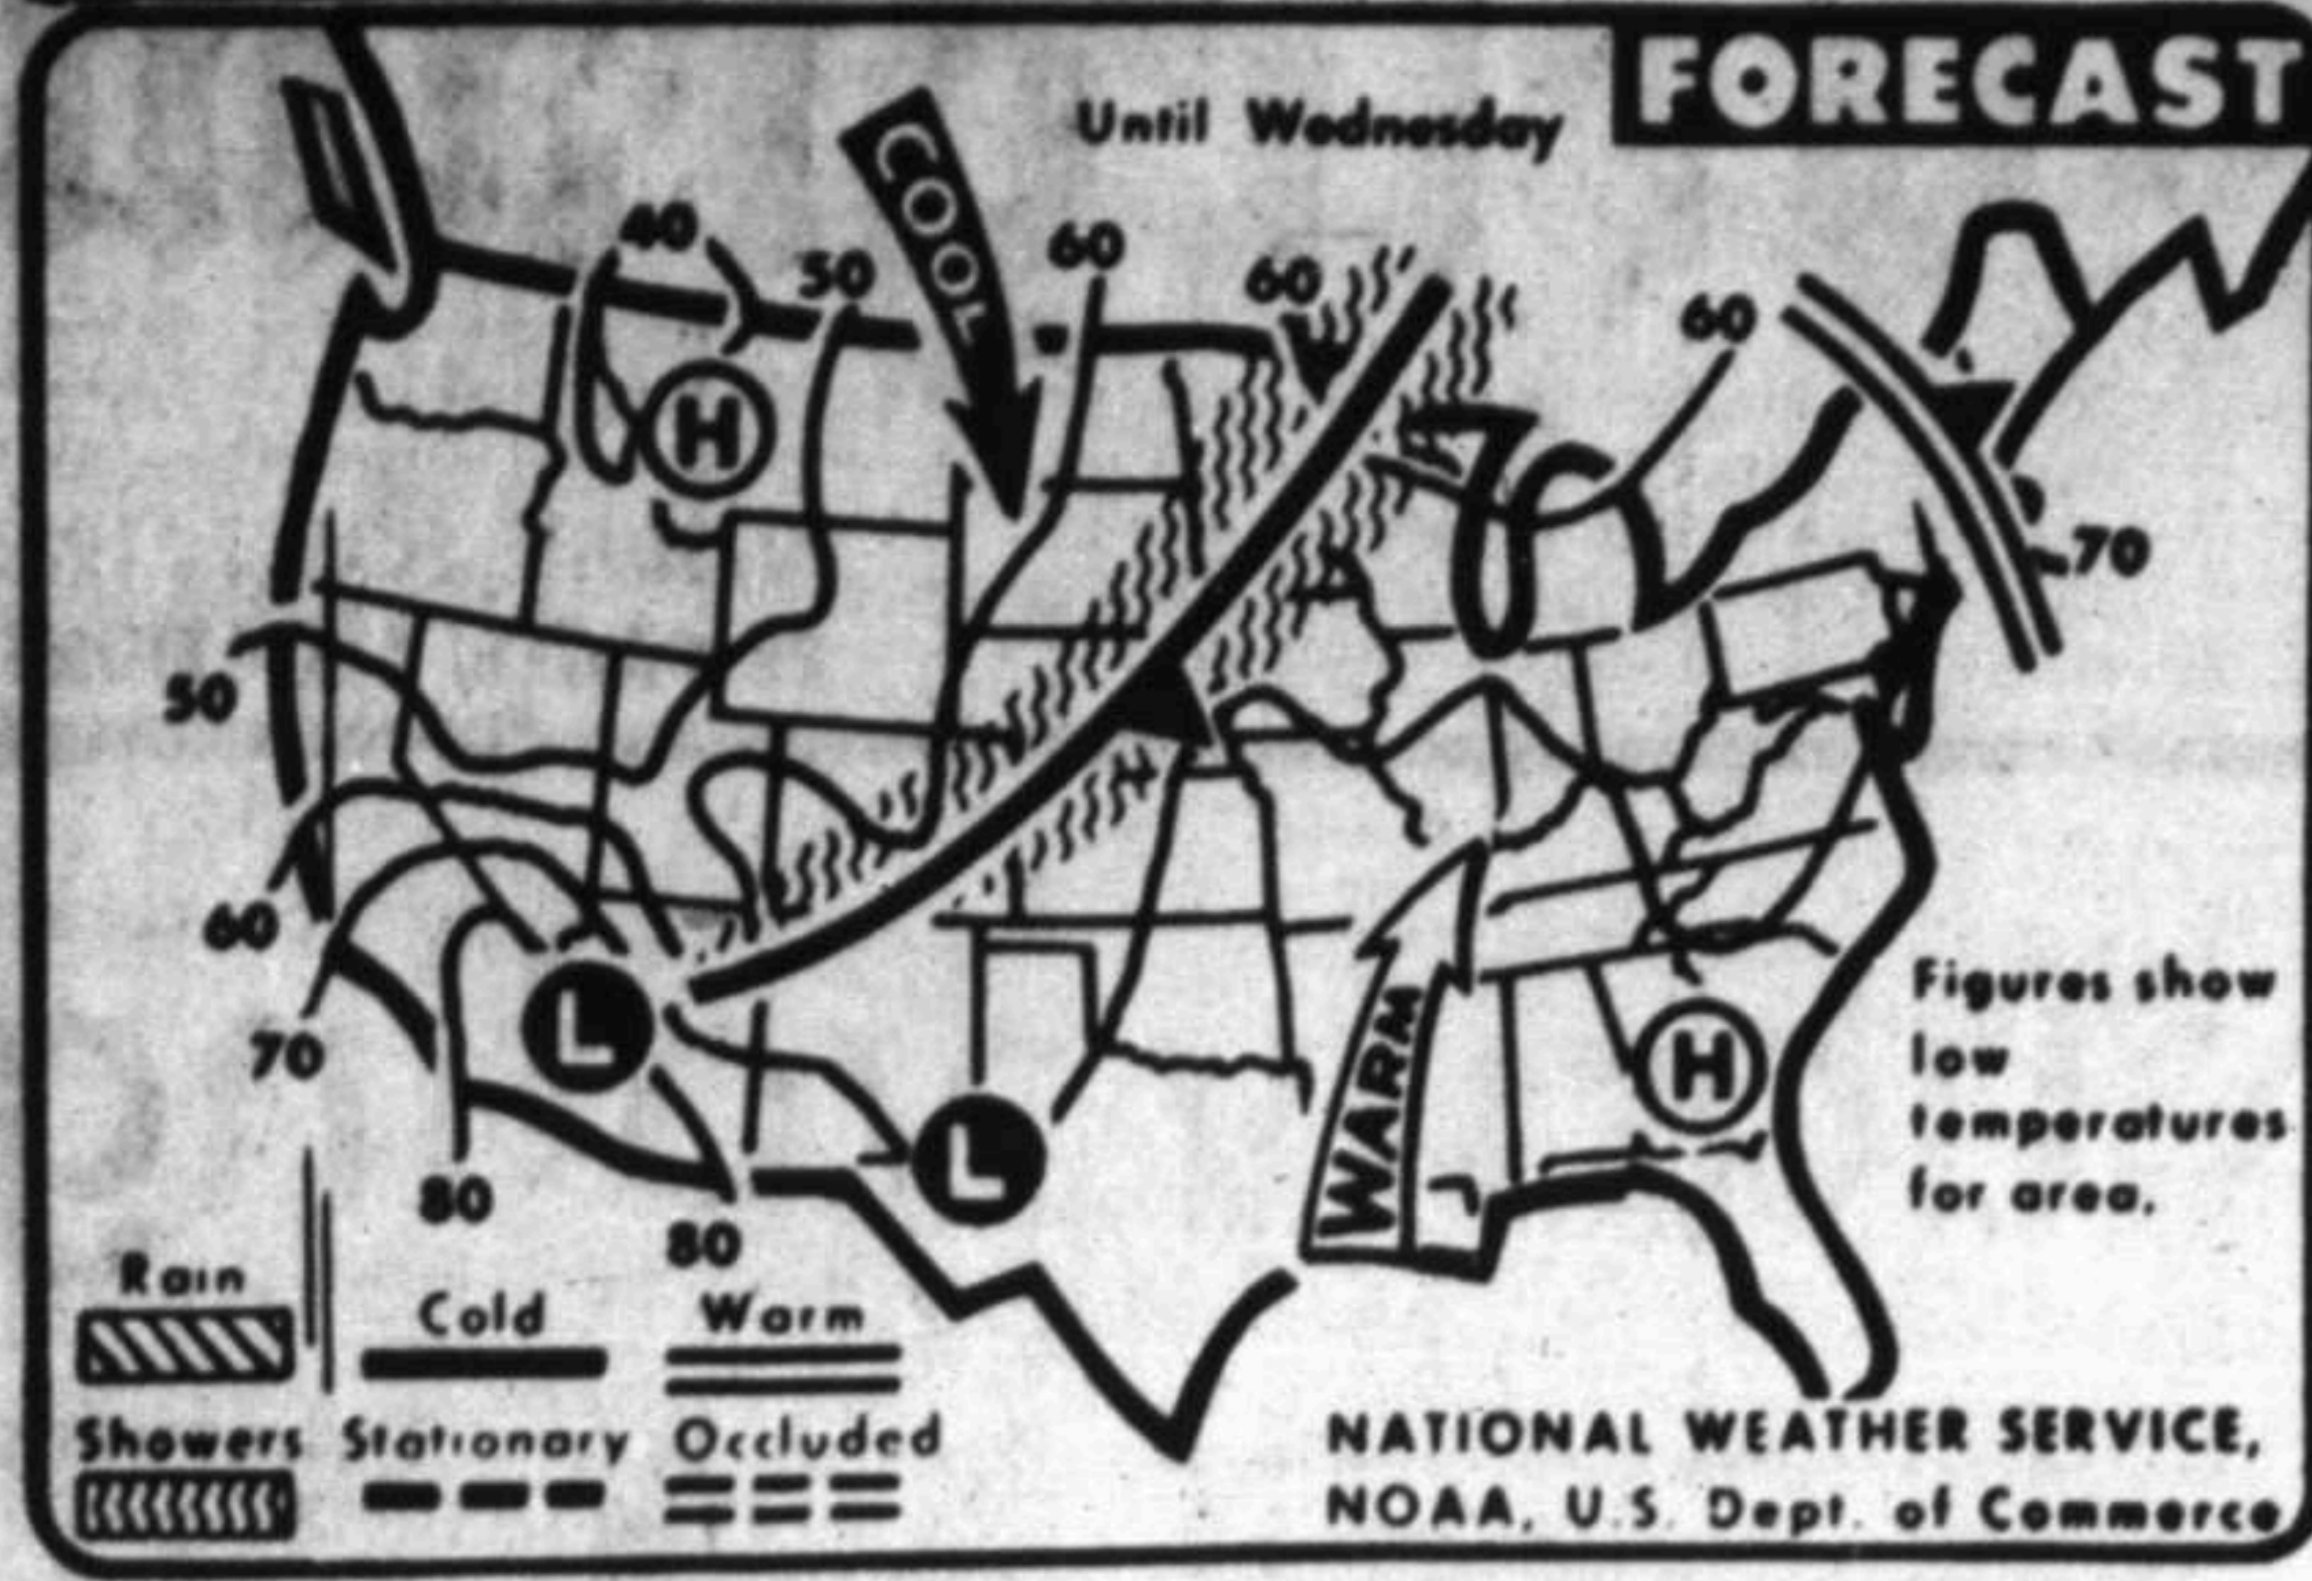 FORECAST
Until Wednesday
COOL
40
50
60
60
60
H
70
50
60
70
L
L
H
WARM
80
80
Figures show
low
temperatures
for area.
Rain
Cold
Warm
Showers
Stationary
Occluded
NATIONAL WEATHER SERVICE,
NOAA, U.S. Dept. of Commerce